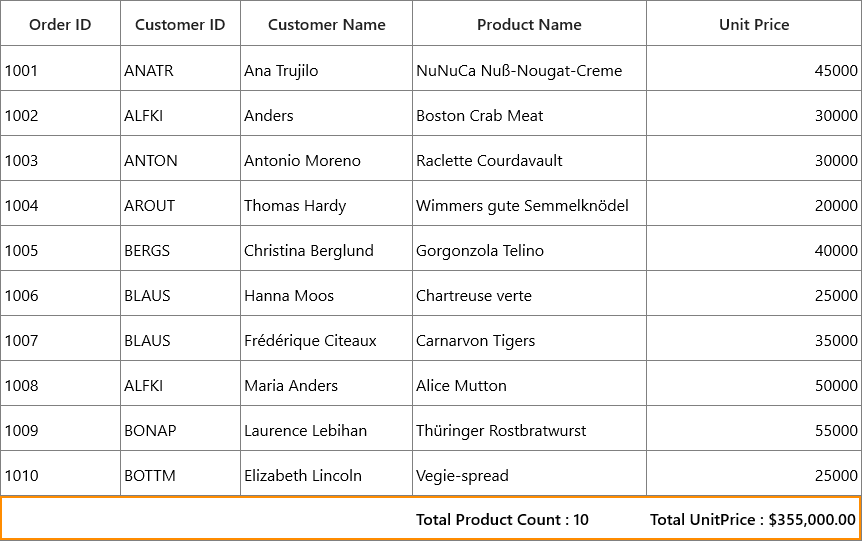 Order ID Customer ID Customer Name Product Name Unit Price
1001 ANATR Ana Trujilo NuNuCa Nuß-Nougat-Creme 45000
1002 ALFKI Anders Boston Crab Meat 30000
1003 ANTON Antonio Moreno Raclette Courdavault 30000
1004 AROUT Thomas Hardy Wimmers gute Semmelknödel 20000
1005 BERGS Christina Berglund Gorgonzola Telino 40000
1006 BLAUS Hanna Moos Chartreuse verte 25000
1007 BLAUS Frédérique Citeaux Carnarvon Tigers 35000
1008 ALFKI Maria Anders Alice Mutton 50000
1009 BONAP Laurence Lebihan Thüringer Rostbratwurst 55000
1010 BOTTM Elizabeth Lincoln Vegie-spread 25000
Total Product Count : 10 Total UnitPrice : $355,000.00